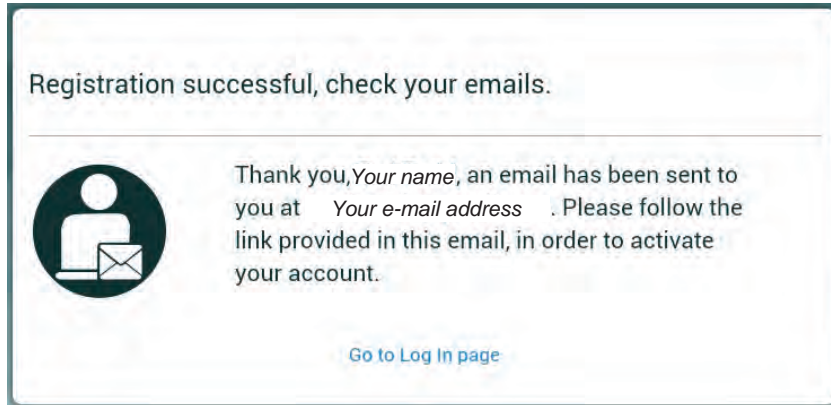 Registration successful, check your emails.
Thank you,Your name, an email has been sent to
you at Your e-mail address . Please follow the
link provided in this email, in order to activate
your account.
Go to Log In page